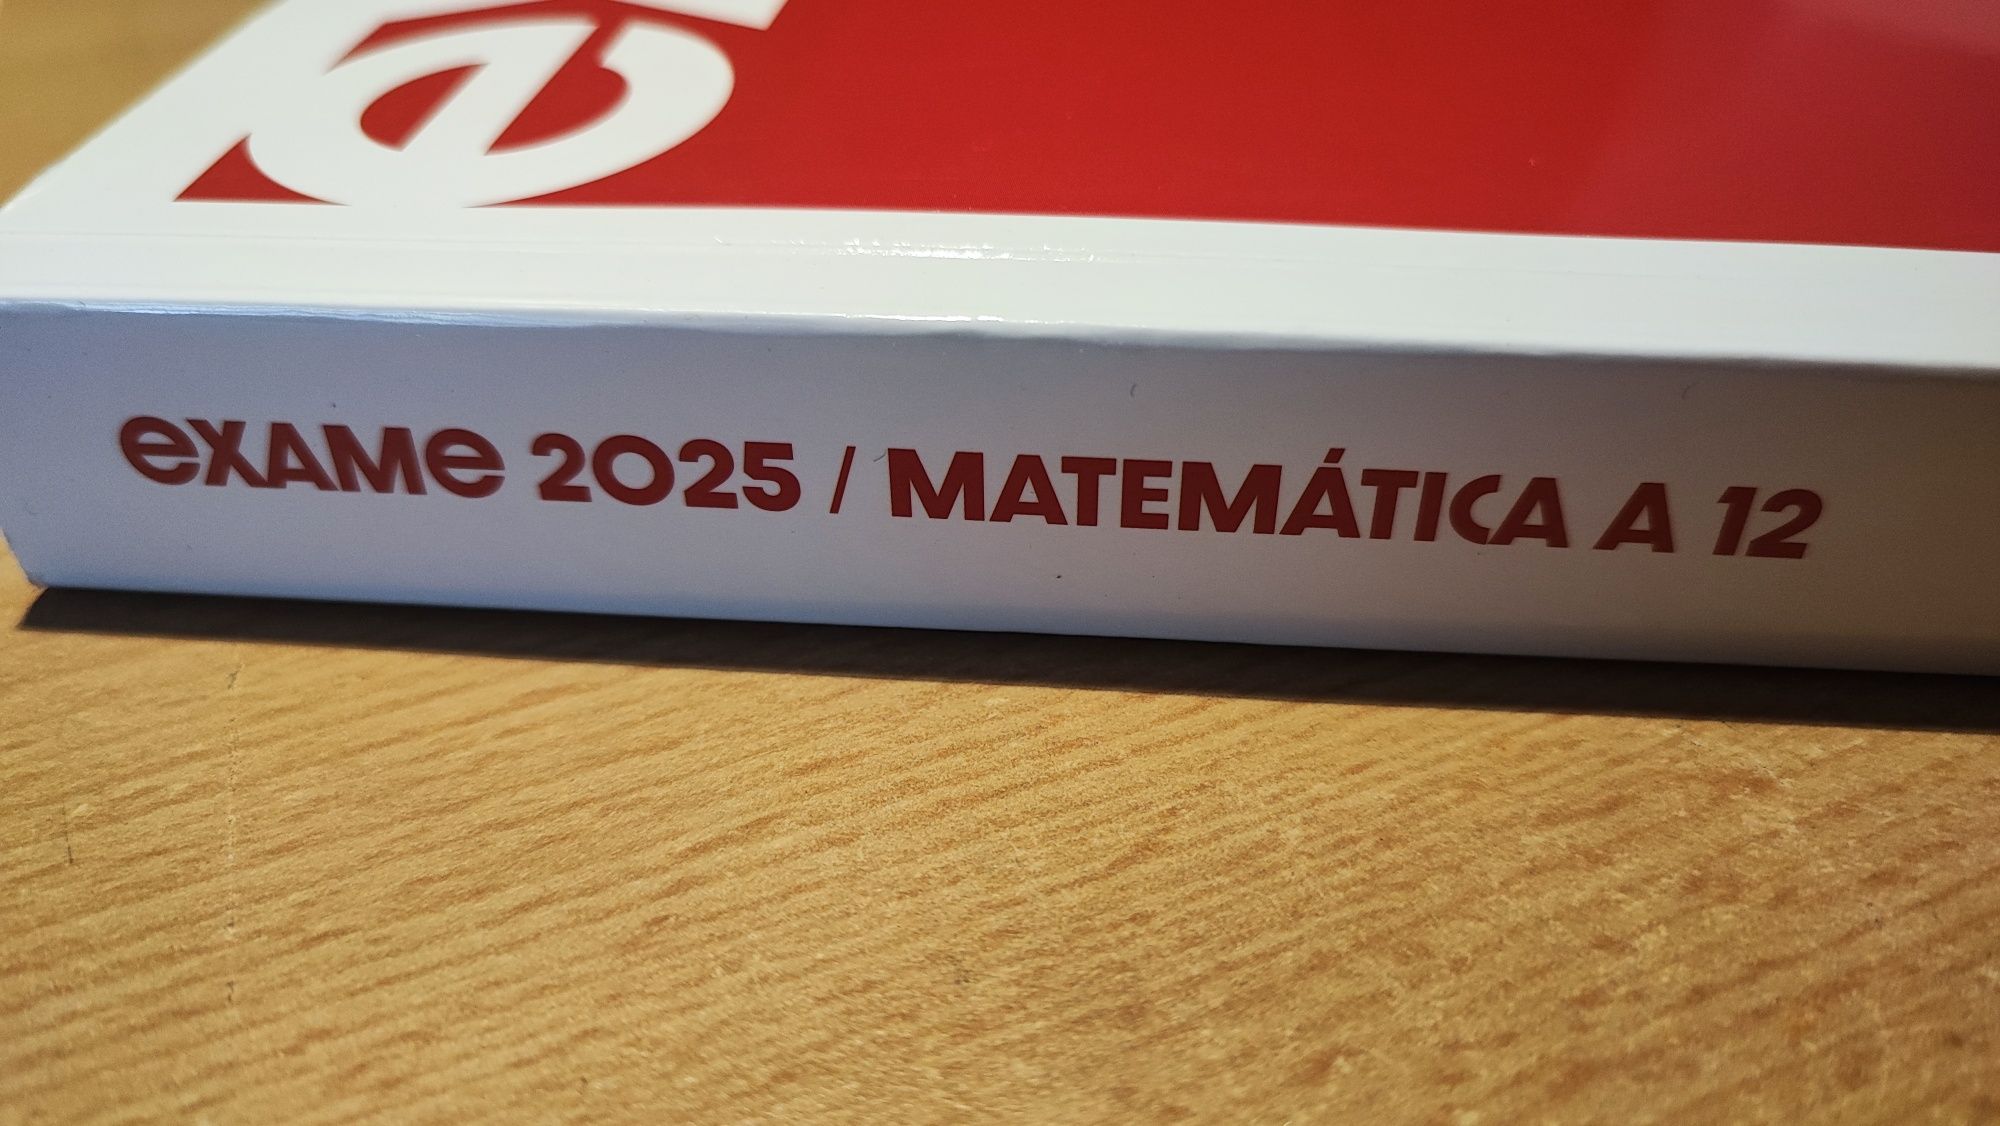 eXAMe 2025 / MATEMÁTICA A 12